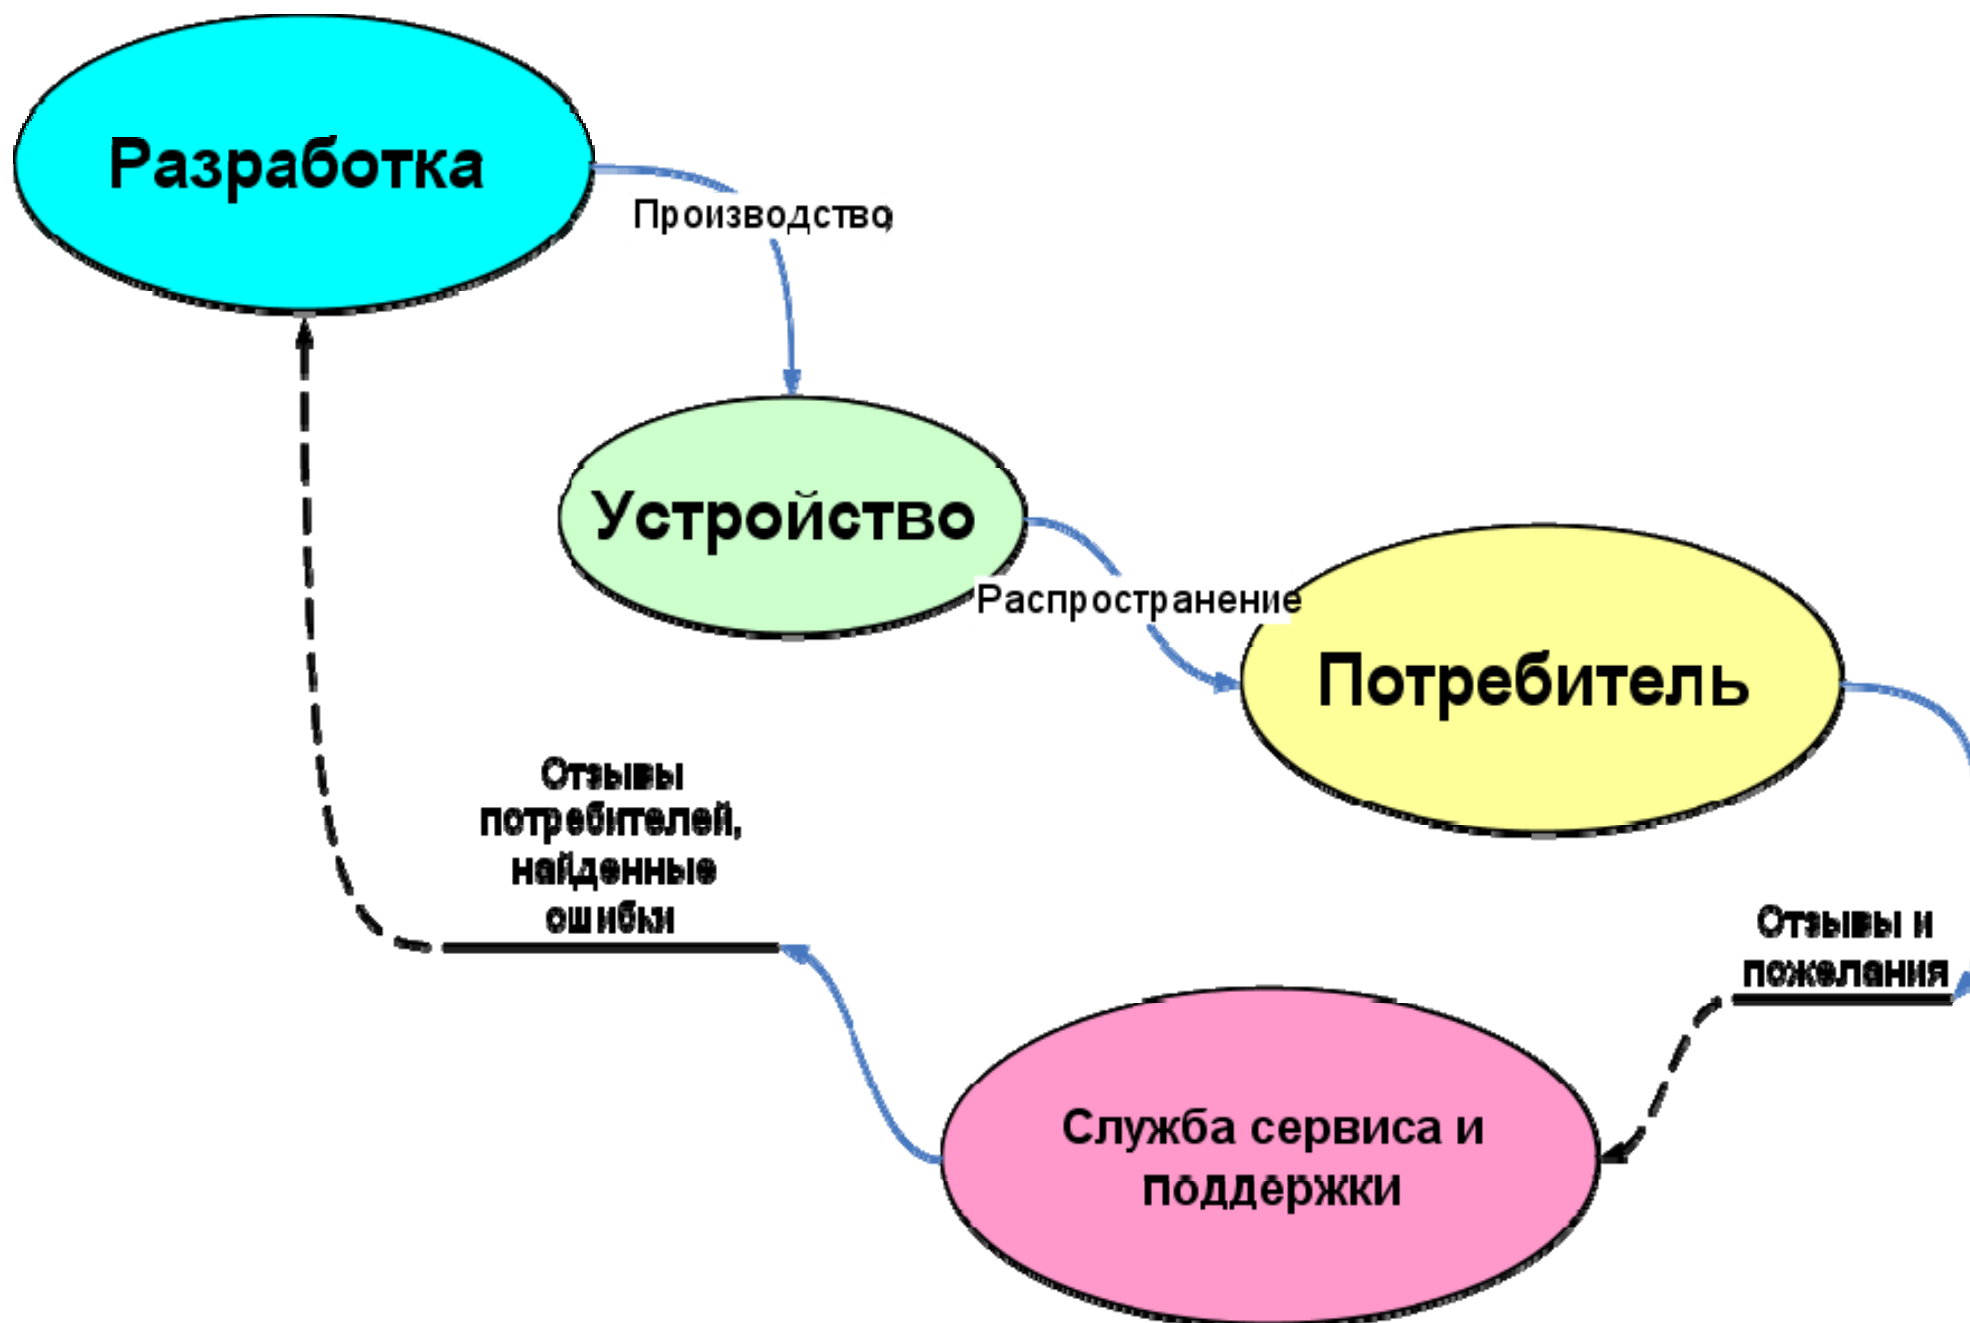 Разработка
Производство
Устройство
Распространение
Потребитель
Отзывы
потребителей,
найденные
ошибки
Отзывы и
пожелания
Служба сервиса и
поддержки